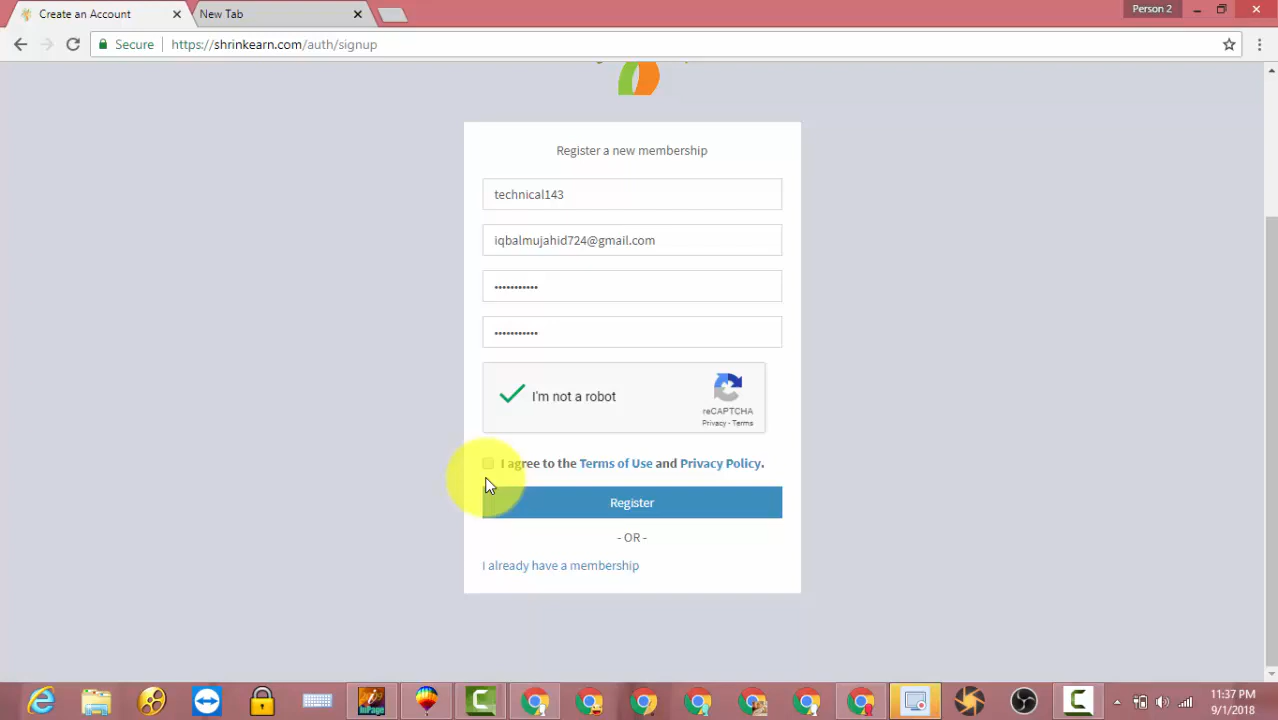 Create an Account
New Tab
Person 2
Secure
https://shrinkearn.com/auth/signup
Register a new membership
technical143
iqbalmujahid724@gmail.com
•••••••••••
•••••••••••
I'm not a robot
reCAPTCHA
Privacy - Terms
I agree to the Terms of Use and Privacy Policy.
Register
- OR -
I already have a membership
InPage
11:37 PM
9/1/2018